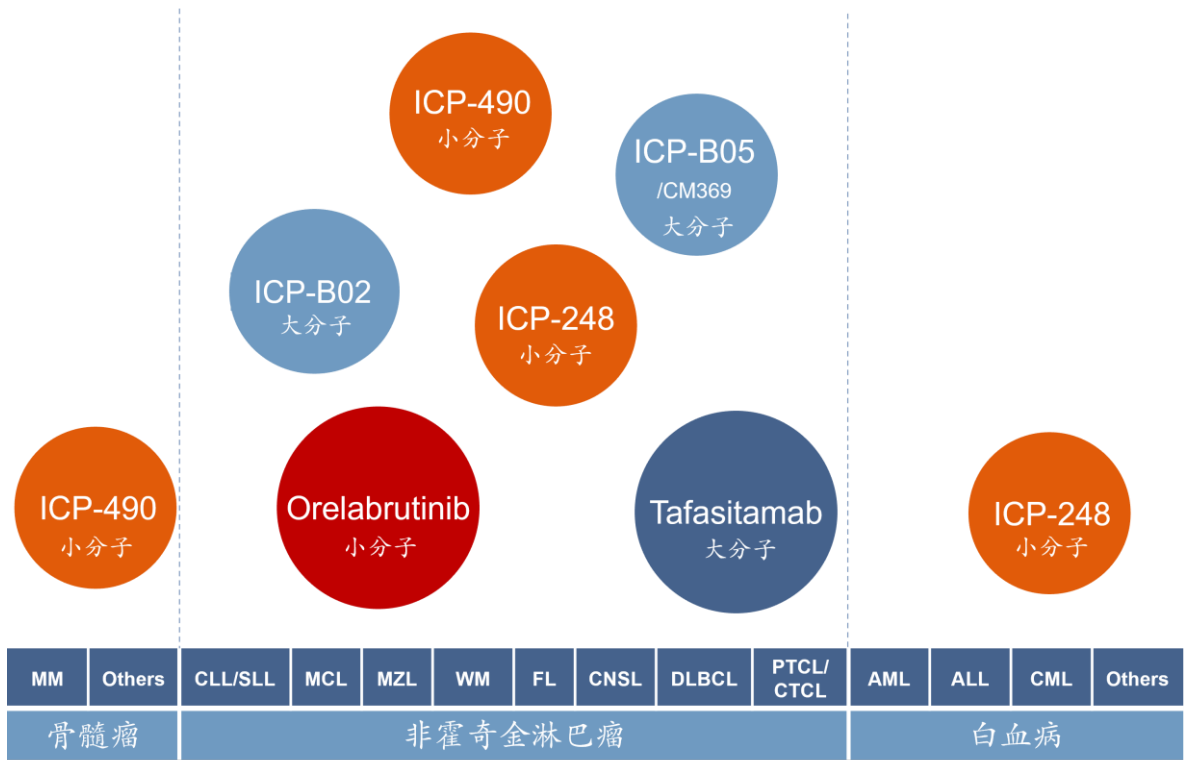 ICP-490
小分子
ICP-B05
/CM369
大分子
ICP-B02
大分子
ICP-248
小分子
ICP-490
小分子
Orelabrutinib
小分子
Tafasitamab
大分子
ICP-248
小分子
MM
Others
CLL/SLL
MCL
MZL
WM
FL
CNSL
DLBCL
PTCL/
CTCL
AML
ALL
CML
Others
骨髓瘤
非霍奇金淋巴瘤
白血病